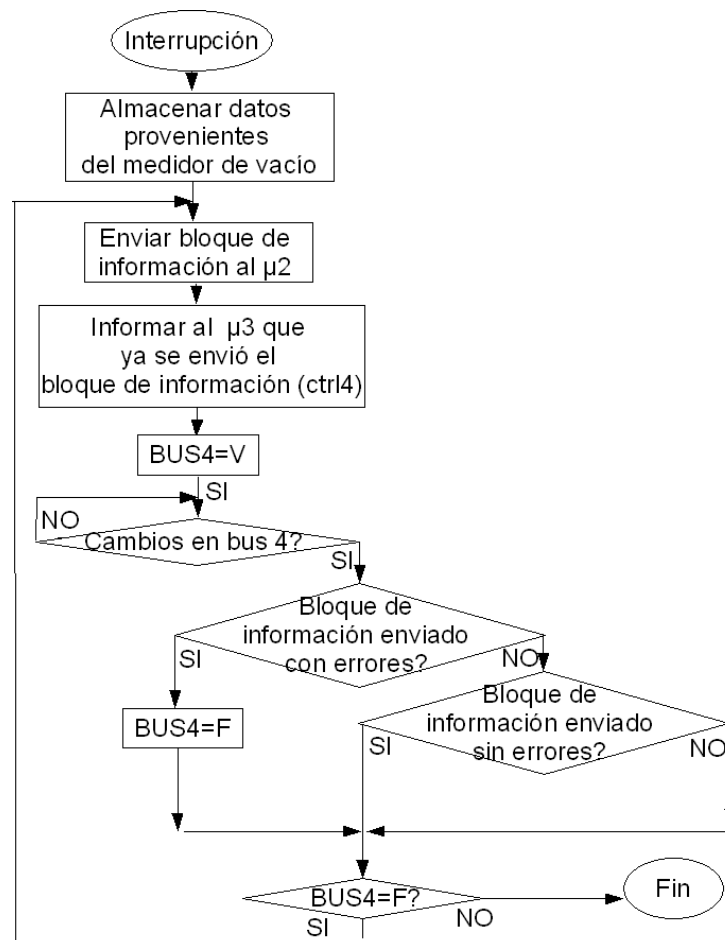 Interrupción
Almacenar datos
provenientes
del medidor de vacío
Enviar bloque de
información al µ2
Informar al µ3 que
ya se envió el
bloque de información (ctrl4)
BUS4=V
SI
NO
Cambios en bus 4?
SI
Bloque de
información enviado
con errores?
SI
NO
Bloque de
información enviado
sin errores?
BUS4=F
SI
NO
BUS4=F?
Fin
SI
NO